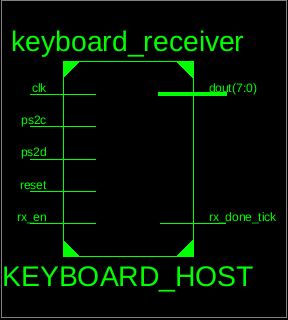 keyboard_receiver
clk
dout(7:0)
ps2c
ps2d
reset
rx_en
rx_done_tick
KEYBOARD_HOST